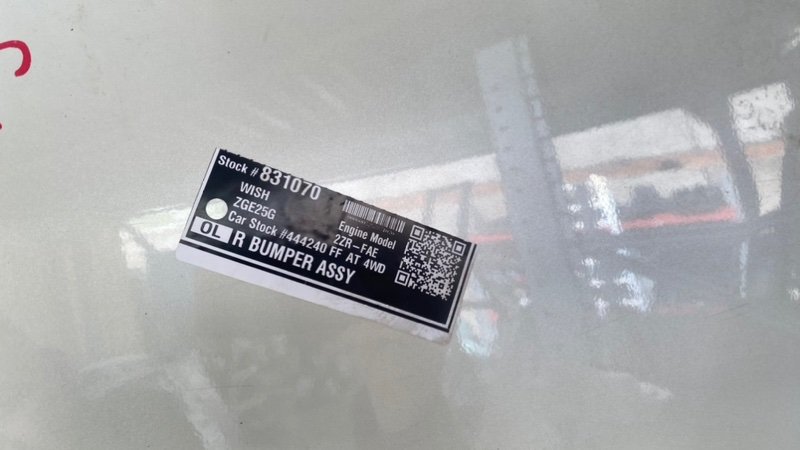 Stock # 831070
WISH
ZGE25G
Engine Model
2ZR-FAE
Car Stock #444240 FF AT 4WD
OL R BUMPER ASSY